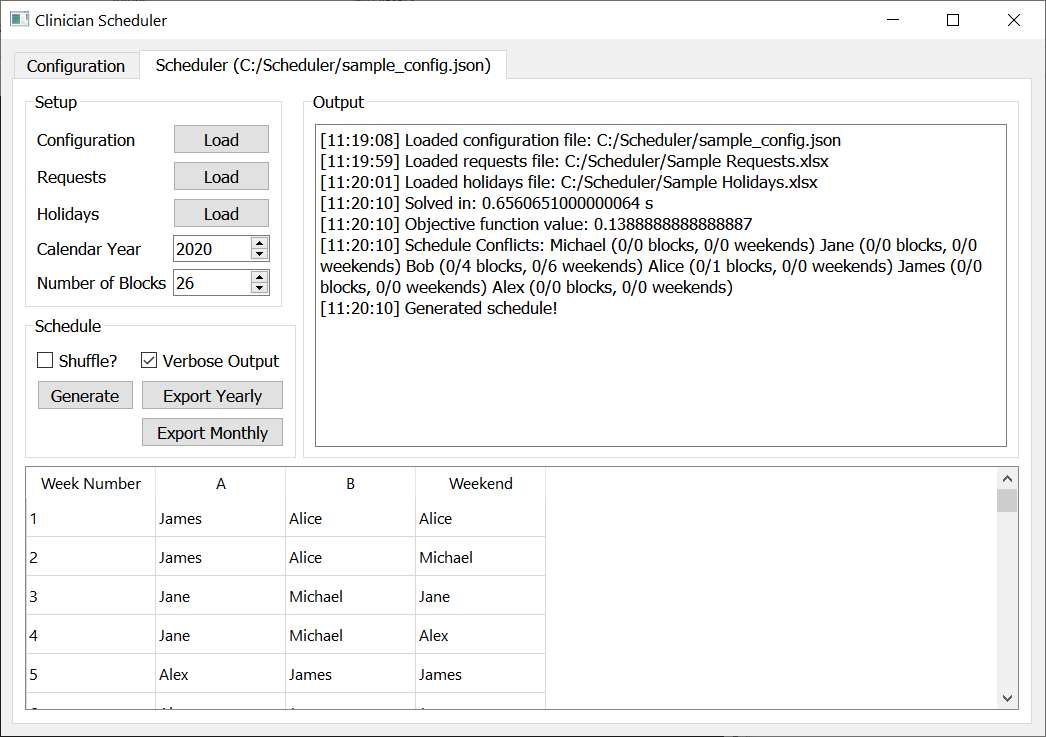 Clinician Scheduler
Configuration
Scheduler (C:/Scheduler/sample_config.json)
Setup
Configuration Load
Requests Load
Holidays Load
Calendar Year 2020
Number of Blocks 26
Schedule
Shuffle? Verbose Output
Generate Export Yearly
Export Monthly
Output
[11:19:08] Loaded configuration file: C:/Scheduler/sample_config.json
[11:19:59] Loaded requests file: C:/Scheduler/Sample Requests.xlsx
[11:20:01] Loaded holidays file: C:/Scheduler/Sample Holidays.xlsx
[11:20:10] Solved in: 0.6560651000000064 s
[11:20:10] Objective function value: 0.1388888888888887
[11:20:10] Schedule Conflicts: Michael (0/0 blocks, 0/0 weekends) Jane (0/0 blocks, 0/0
weekends) Bob (0/4 blocks, 0/6 weekends) Alice (0/1 blocks, 0/0 weekends) James (0/0
blocks, 0/0 weekends) Alex (0/0 blocks, 0/0 weekends)
[11:20:10] Generated schedule!
Week Number A B Weekend
1 James Alice Alice
2 James Alice Michael
3 Jane Michael Jane
4 Jane Michael Alex
5 Alex James James